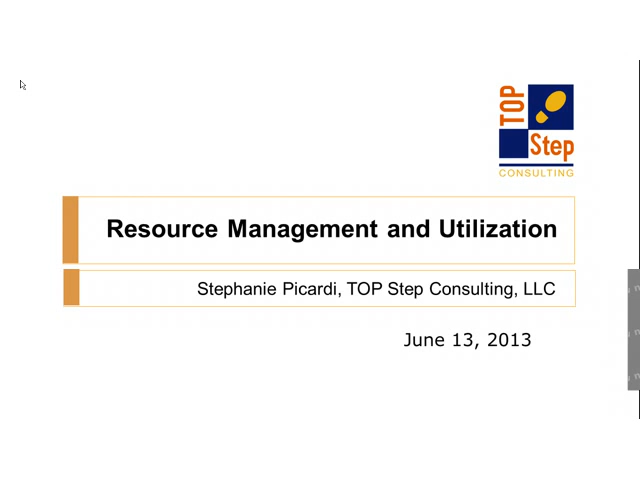 TOP
Step
CONSULTING
Resource Management and Utilization
Stephanie Picardi, TOP Step Consulting, LLC
June 13, 2013